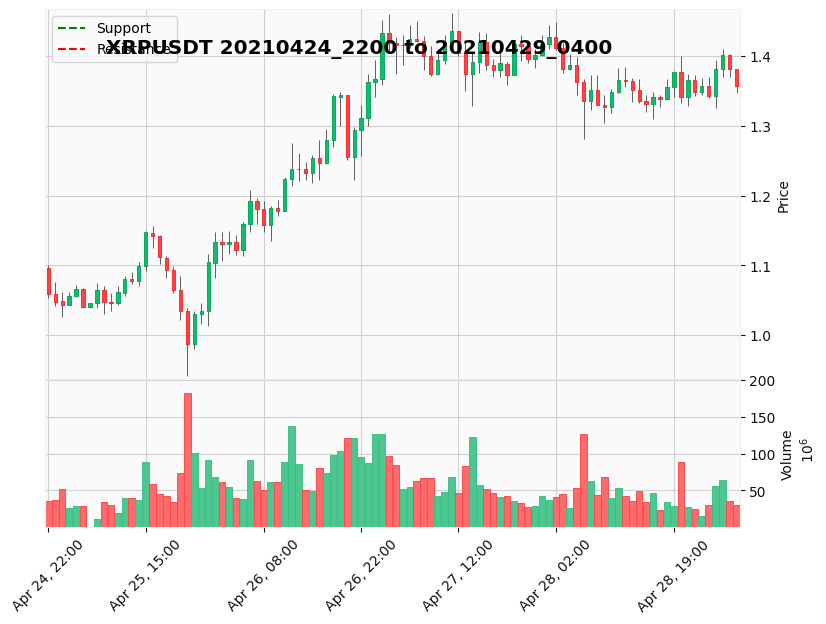 XRPUSDT 20210424_2200 to 20210429_0400
Support
Resistance
1.4
1.3
1.2
1.1
1.0
Price
200
150
100
50
Volume
10^6
Apr 24, 22:00
Apr 25, 15:00
Apr 26, 08:00
Apr 26, 22:00
Apr 27, 12:00
Apr 28, 02:00
Apr 28, 19:00